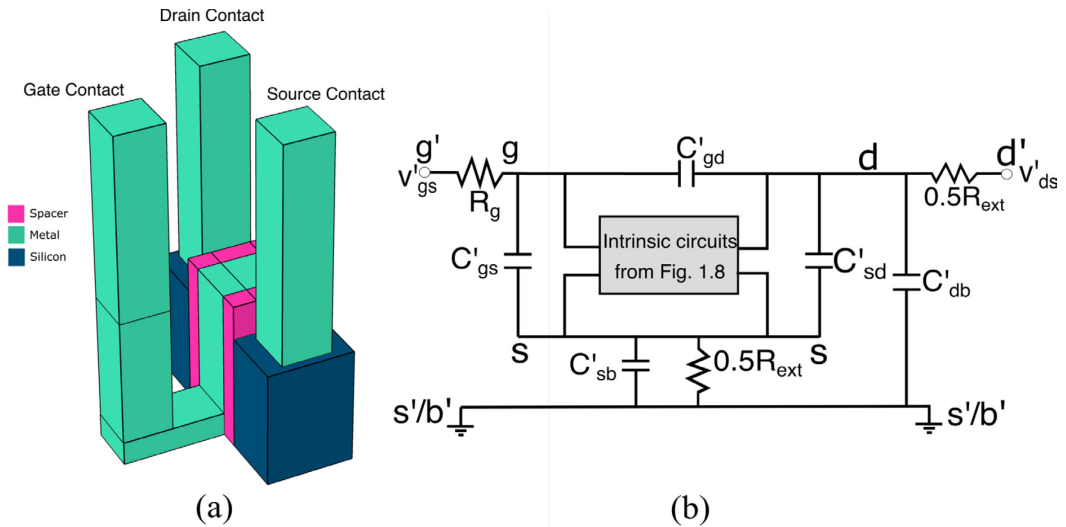 Drain Contact
Gate Contact
Source Contact
Spacer
Metal
Silicon
(a)
g'
v'gs
Rg
g
C'gd
d
d'
v'ds
0.5Rext
C'gs
Intrinsic circuits
from Fig. 1.8
C'sd
C'db
s
s
C'sb
0.5Rext
s'/b'
s'/b'
(b)